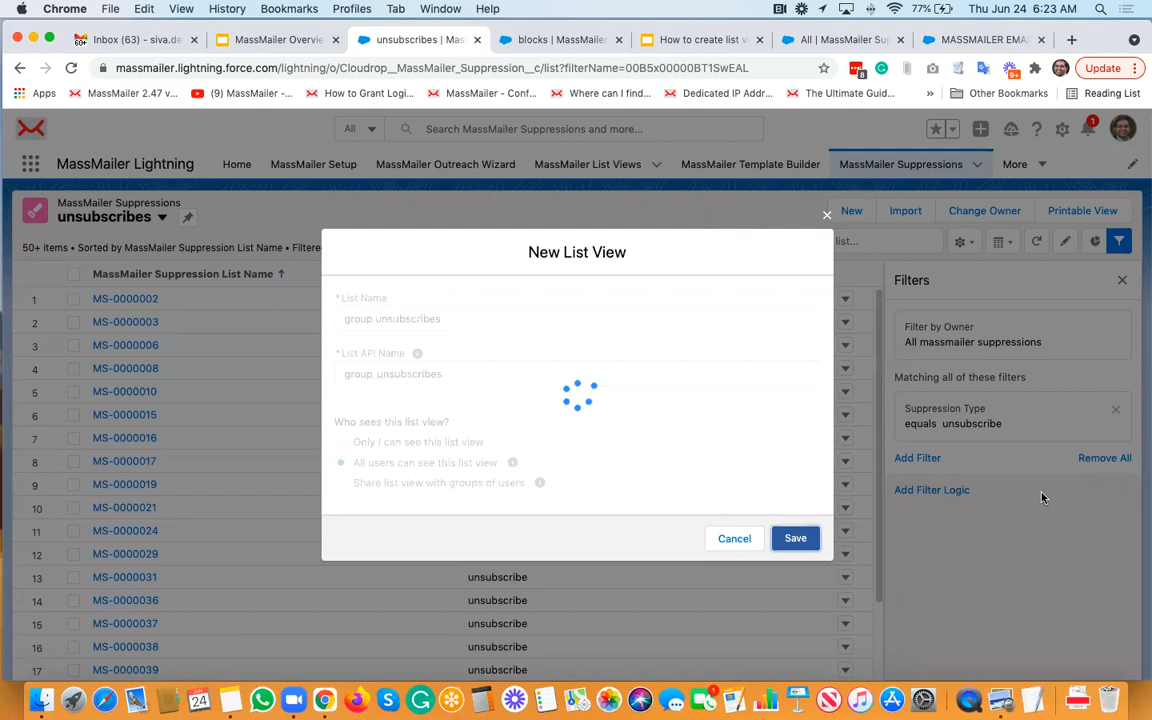 Chrome File Edit View History Bookmarks Profiles Tab Window Help 77% Thu Jun 24 6:23 AM
60+ Inbox (63) - siva.de MassMailer Overvie unsubscribes | Mas blocks | MassMailer How to create list v All | MassMailer Su MASSMAILER EMAI
massmailer.lightning.force.com/lightning/o/Cloudrop__MassMailer_Suppression__c/list?filterName=00B5x00000BT1SwEAL 8 9+ Update
Apps MassMailer 2.47 v... (9) MassMailer -... How to Grant Logi... MassMailer - Conf... Where can I find... Dedicated IP Addr... The Ultimate Guid... » Other Bookmarks Reading List
All Search MassMailer Suppressions and more... 1
MassMailer Lightning Home MassMailer Setup MassMailer Outreach Wizard MassMailer List Views MassMailer Template Builder MassMailer Suppressions More
MassMailer Suppressions
unsubscribes
New Import Change Owner Printable View
50+ items • Sorted by MassMailer Suppression List Name • Filtered
list...
MassMailer Suppression List Name ↑
1 MS-0000002
2 MS-0000003
3 MS-0000006
4 MS-0000008
5 MS-0000010
6 MS-0000015
7 MS-0000016
8 MS-0000017
9 MS-0000019
10 MS-0000021
11 MS-0000024
12 MS-0000029
13 MS-0000031 unsubscribe
14 MS-0000036 unsubscribe
15 MS-0000037 unsubscribe
16 MS-0000038 unsubscribe
17 MS-0000039 unsubscribe
New List View
* List Name
group unsubscribes
* List API Name
group_unsubscribes
Who sees this list view?
Only I can see this list view
All users can see this list view
Share list view with groups of users
Cancel Save
Filters
Filter by Owner
All massmailer suppressions
Matching all of these filters
Suppression Type
equals unsubscribe
Add Filter Remove All
Add Filter Logic
24
1